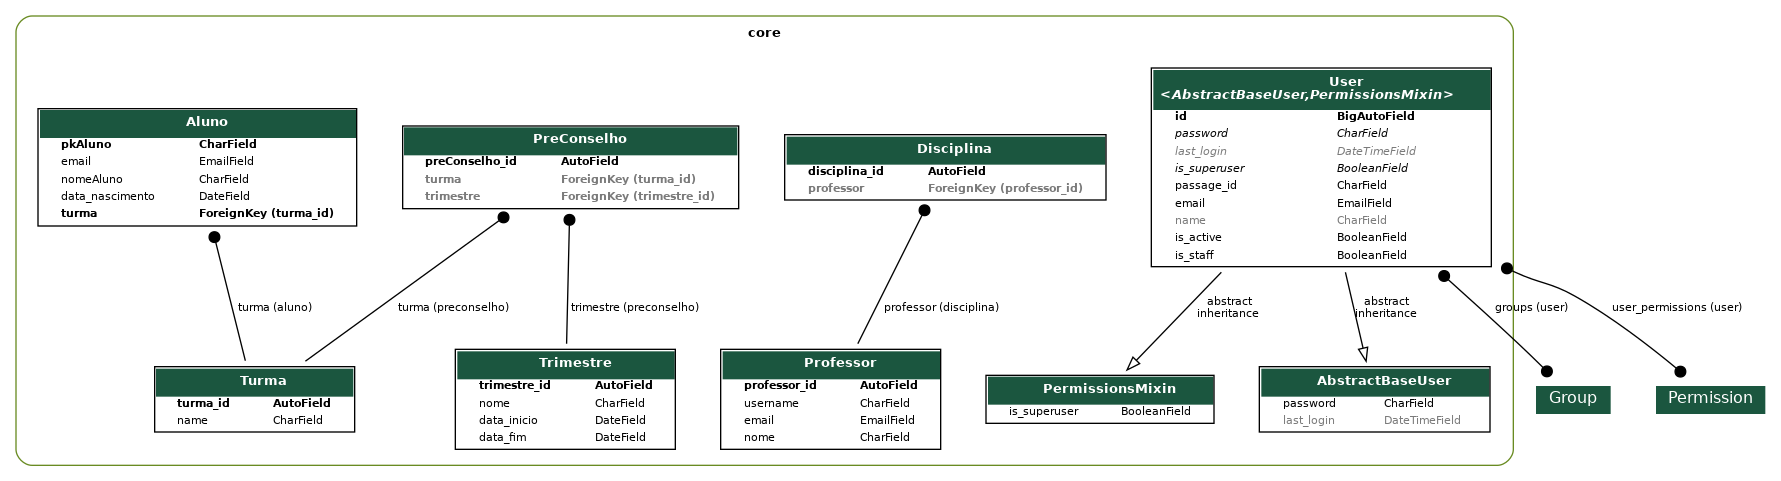 core
Aluno
pkAluno CharField
email EmailField
nomeAluno CharField
data_nascimento DateField
turma ForeignKey (turma_id)
PreConselho
preConselho_id AutoField
turma ForeignKey (turma_id)
trimestre ForeignKey (trimestre_id)
Disciplina
disciplina_id AutoField
professor ForeignKey (professor_id)
User
<AbstractBaseUser,PermissionsMixin>
id BigAutoField
password CharField
last_login DateTimeField
is_superuser BooleanField
passage_id CharField
email EmailField
name CharField
is_active BooleanField
is_staff BooleanField
turma (aluno)
turma (preconselho)
trimestre (preconselho)
professor (disciplina)
abstract
inheritance
abstract
inheritance
groups (user)
user_permissions (user)
Turma
turma_id AutoField
name CharField
Trimestre
trimestre_id AutoField
nome CharField
data_inicio DateField
data_fim DateField
Professor
professor_id AutoField
username CharField
email EmailField
nome CharField
PermissionsMixin
is_superuser BooleanField
AbstractBaseUser
password CharField
last_login DateTimeField
Group
Permission